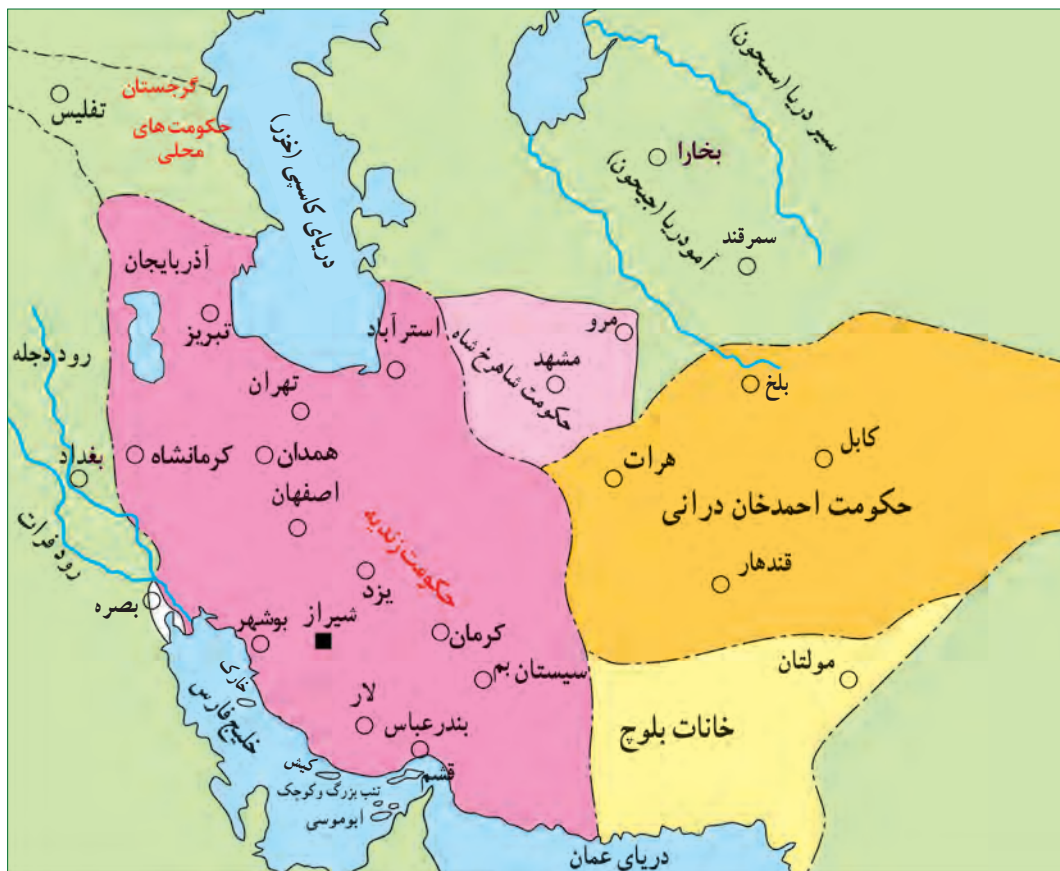 گرجستان
تفلیس
حکومت‌های
محلی
دریای کاسپی (خزر)
سیر دریا (سیحون)
بخارا
آمودریا (جیحون)
سمرقند
آذربایجان
تبریز
استرآباد
مرو
مشهد
حکومت شاهرخ شاه
رود دجله
تهران
بلخ
بغداد
کرمانشاه
همدان
هرات
کابل
اصفهان
حکومت احمدخان درانی
رود فرات
حکومت زندیه
یزد
قندهار
بصره
بوشهر
شیراز
کرمان
سیستان بم
مولتان
خارک
خلیج فارس
لار
بندرعباس
خانات بلوچ
کیش
قشم
تنب بزرگ وکوچک
ابوموسی
دریای عمان